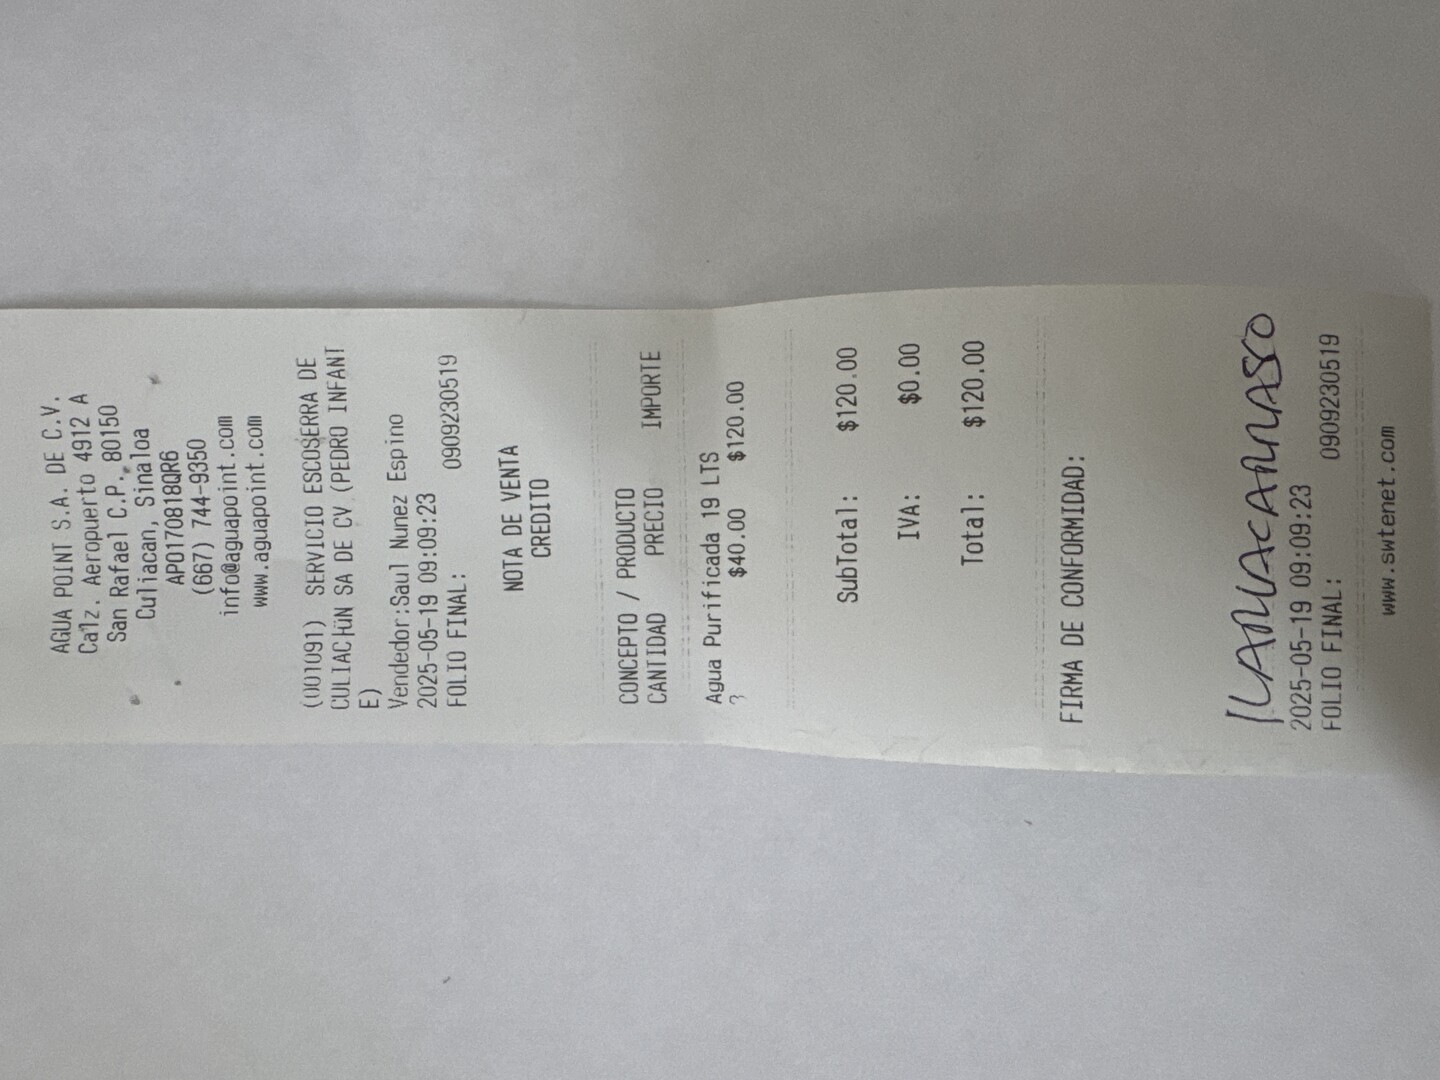 AGUA POINT S.A. DE C.V.
Calz. Aeropuerto 4912 A
San Rafael C.P. 80150
Culiacan, Sinaloa
APO170818QR6
(667) 744-9350
info@aguapoint.com
www.aguapoint.com
(001091) SERVICIO ESCOSERRA DE
CULIAC├ÜN SA DE CV (PEDRO INFANT
E)
Vendedor:Saul Nunez Espino
2025-05-19 09:09:23
FOLIO FINAL: 0909230519
NOTA DE VENTA
CREDITO
CONCEPTO / PRODUCTO
CANTIDAD PRECIO IMPORTE
Agua Purificada 19 LTS
3 $40.00 $120.00
SubTotal: $120.00
IVA: $0.00
Total: $120.00
FIRMA DE CONFORMIDAD:
2025-05-19 09:09:23
FOLIO FINAL: 0909230519
www.swtenet.com